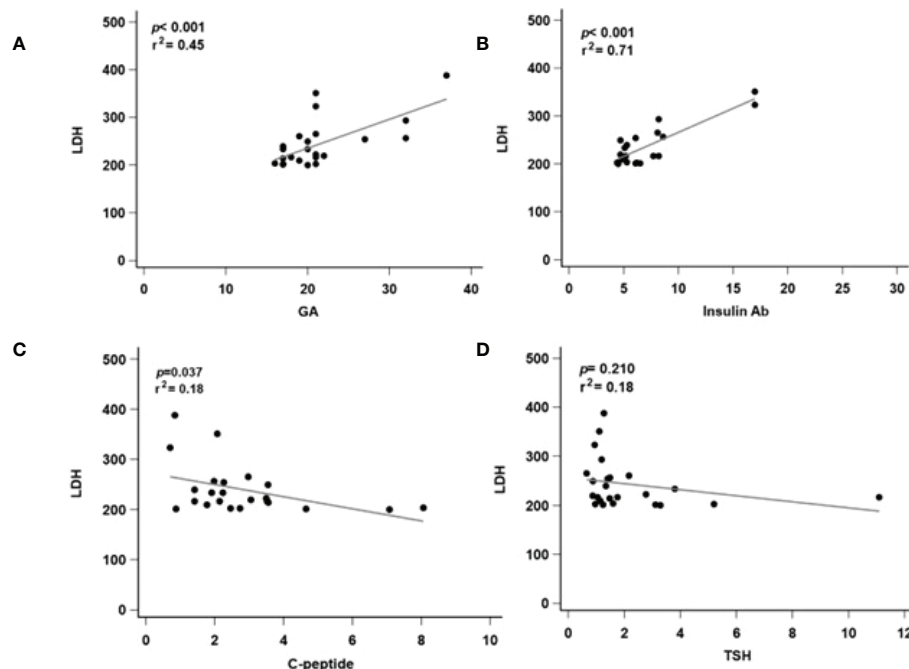 A
p< 0.001
r²= 0.45
500
400
300
200
100
0
LDH
0 10 20 30 40
GA
B
p< 0.001
r²= 0.71
500
400
300
200
100
0
LDH
0 5 10 15 20 25 30
Insulin Ab
C
p=0.037
r²= 0.18
500
400
300
200
100
0
LDH
0 2 4 6 8 10
C-peptide
D
p= 0.210
r²= 0.18
500
400
300
200
100
0
LDH
0 2 4 6 8 10 12
TSH